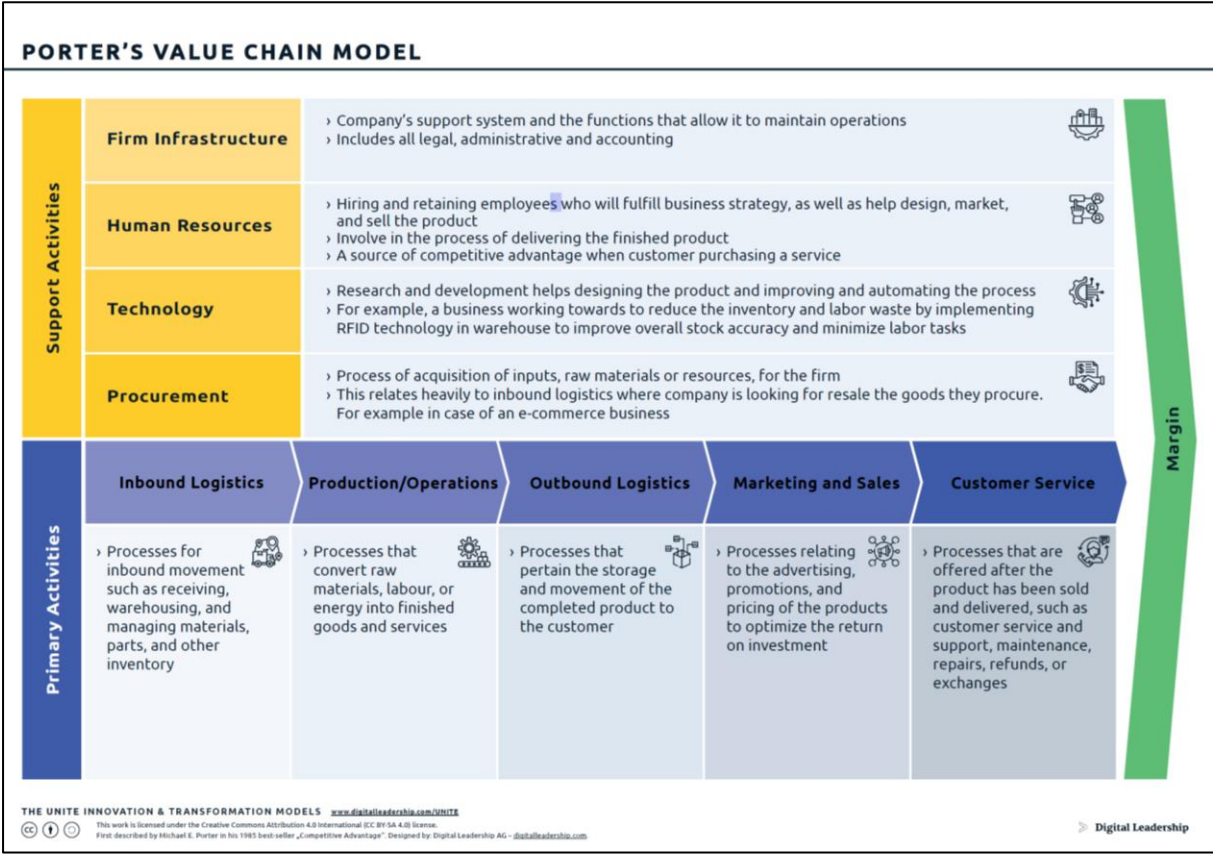 PORTER'S VALUE CHAIN MODEL
Support Activities
Firm Infrastructure
› Company's support system and the functions that allow it to maintain operations
› Includes all legal, administrative and accounting
Human Resources
› Hiring and retaining employees who will fulfill business strategy, as well as help design, market,
and sell the product
› Involve in the process of delivering the finished product
› A source of competitive advantage when customer purchasing a service
Technology
› Research and development helps designing the product and improving and automating the process
› For example, a business working towards to reduce the inventory and labor waste by implementing
RFID technology in warehouse to improve overall stock accuracy and minimize labor tasks
Procurement
› Process of acquisition of inputs, raw materials or resources, for the firm
› This relates heavily to inbound logistics where company is looking for resale the goods they procure.
For example in case of an e-commerce business
Margin
Primary Activities
Inbound Logistics
› Processes for
inbound movement
such as receiving,
warehousing, and
managing materials,
parts, and other
inventory
Production/Operations
› Processes that
convert raw
materials, labour, or
energy into finished
goods and services
Outbound Logistics
› Processes that
pertain the storage
and movement of the
completed product to
the customer
Marketing and Sales
› Processes relating
to the advertising,
promotions, and
pricing of the products
to optimize the return
on investment
Customer Service
› Processes that are
offered after the
product has been sold
and delivered, such as
customer service and
support, maintenance,
repairs, refunds, or
exchanges
THE UNITE INNOVATION & TRANSFORMATION MODELS www.digitalleadership.com/UNITE
This work is licensed under the Creative Commons Attribution 4.0 International (CC BY-SA 4.0) license.
First described by Michael E. Porter in his 1985 best-seller „Competitive Advantage". Designed by: Digital Leadership AG – digitalleadership.com.
Digital Leadership